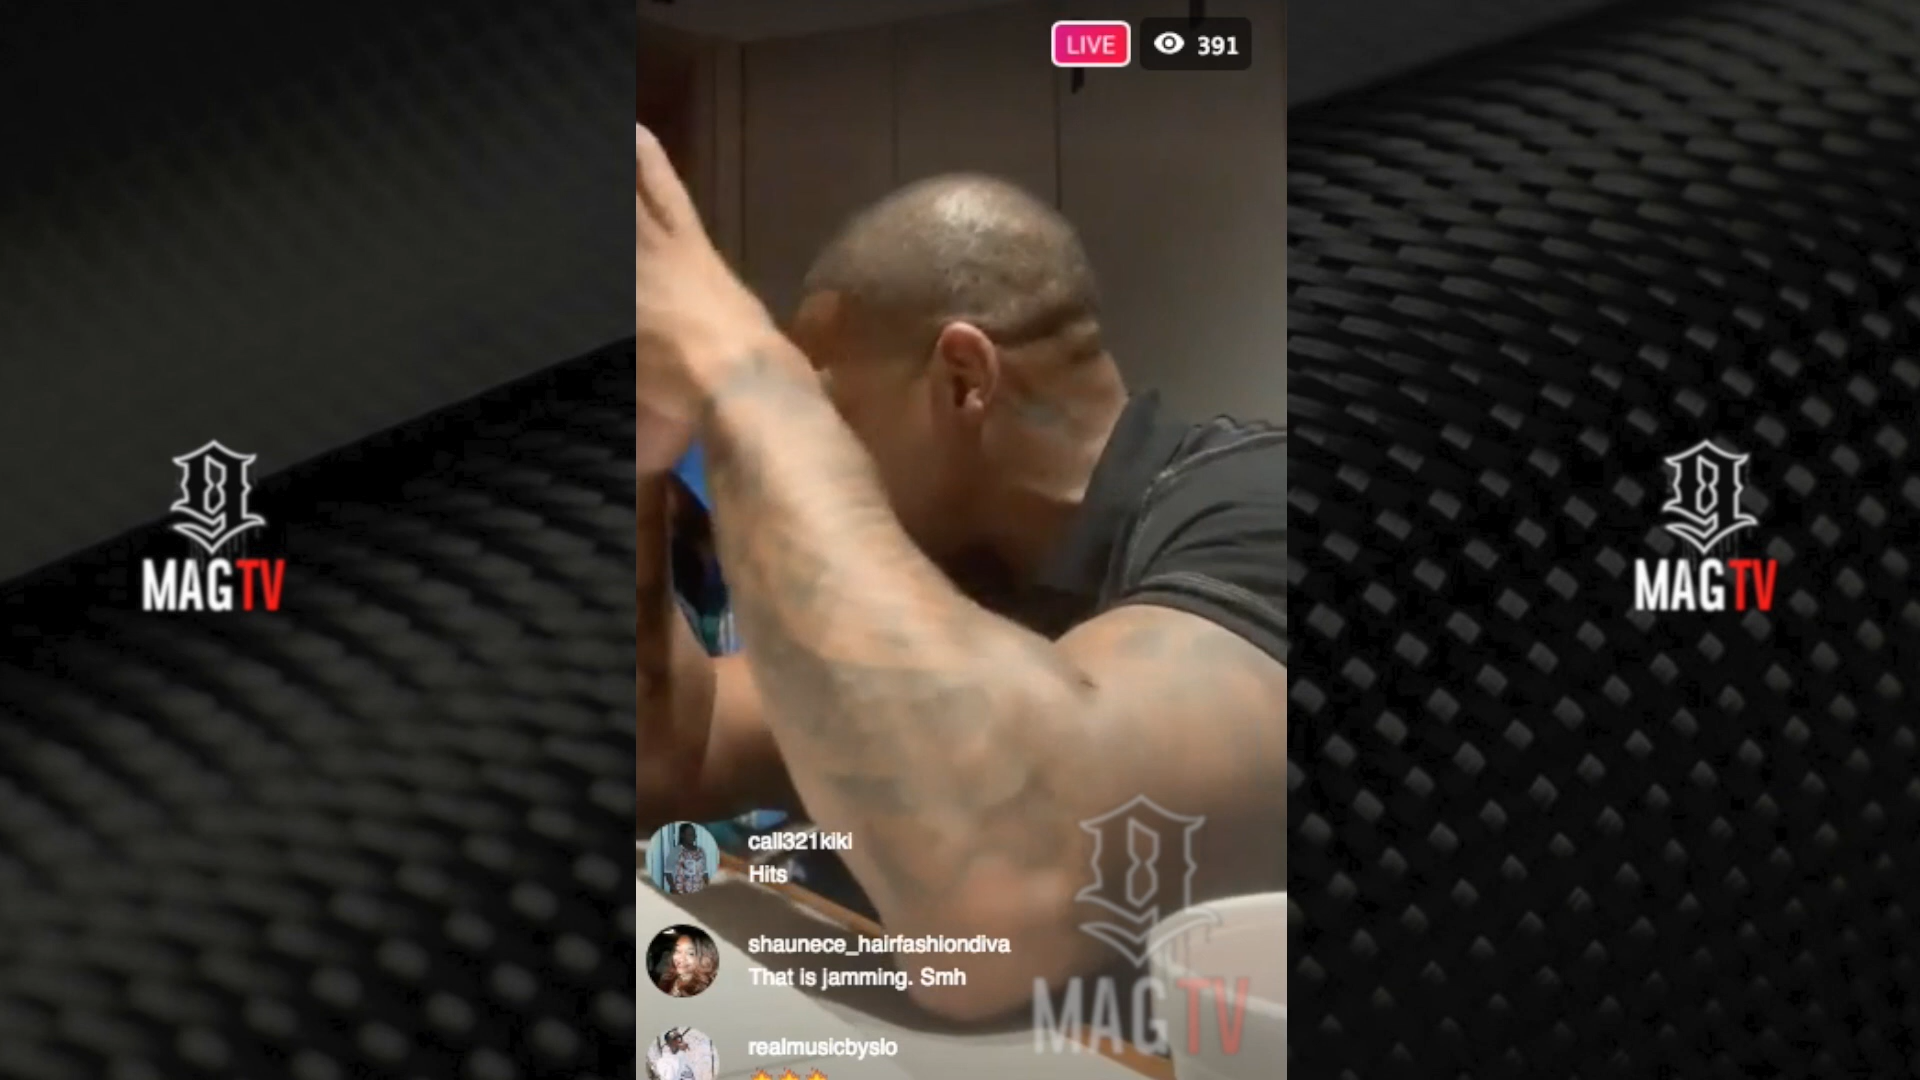 LIVE 391
MAGTV
MAGTV
call321kiki
Hits
shaunece_hairfashiondiva
That is jamming. Smh
realmusicbyslo
MAGTV